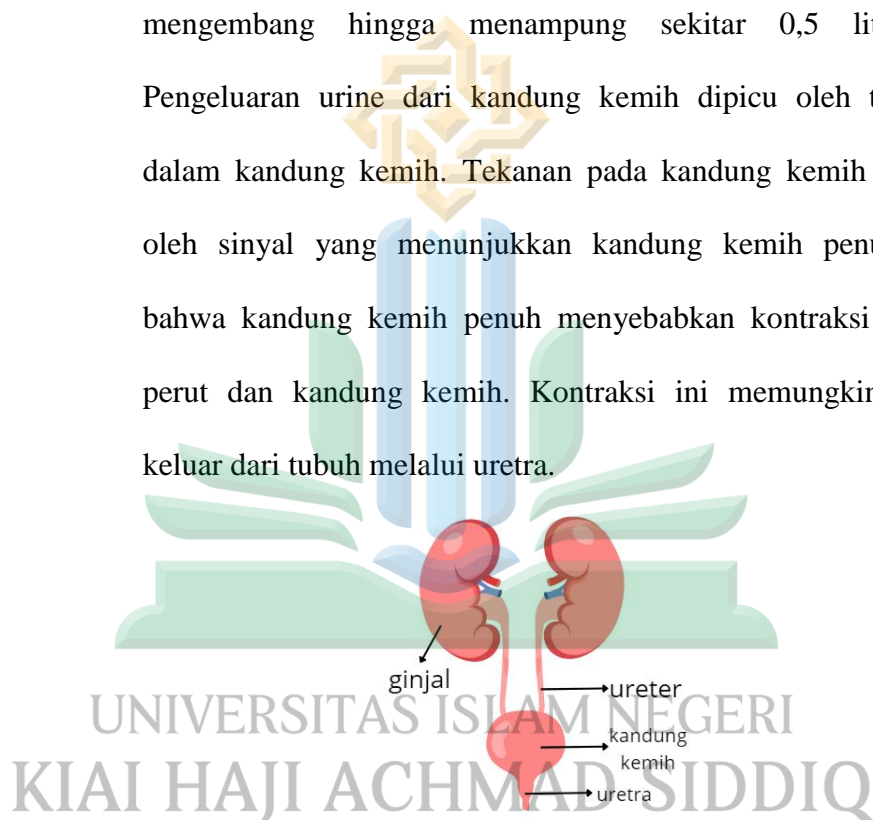 mengembang hingga menampung sekitar 0,5
Pengeluaran urine dari kandung kemih dipicu oleh
dalam kandung kemih. Tekanan pada kandung kemih
oleh sinyal yang menunjukkan kandung kemih
bahwa kandung kemih penuh menyebabkan kontraksi
perut dan kandung kemih. Kontraksi ini
keluar dari tubuh melalui uretra.
ginjal
ureter
kandung
kemih
uretra
UNIVERSITAS ISLAM NEGERI
KIAI HAJI ACHMAD SIDDIQ